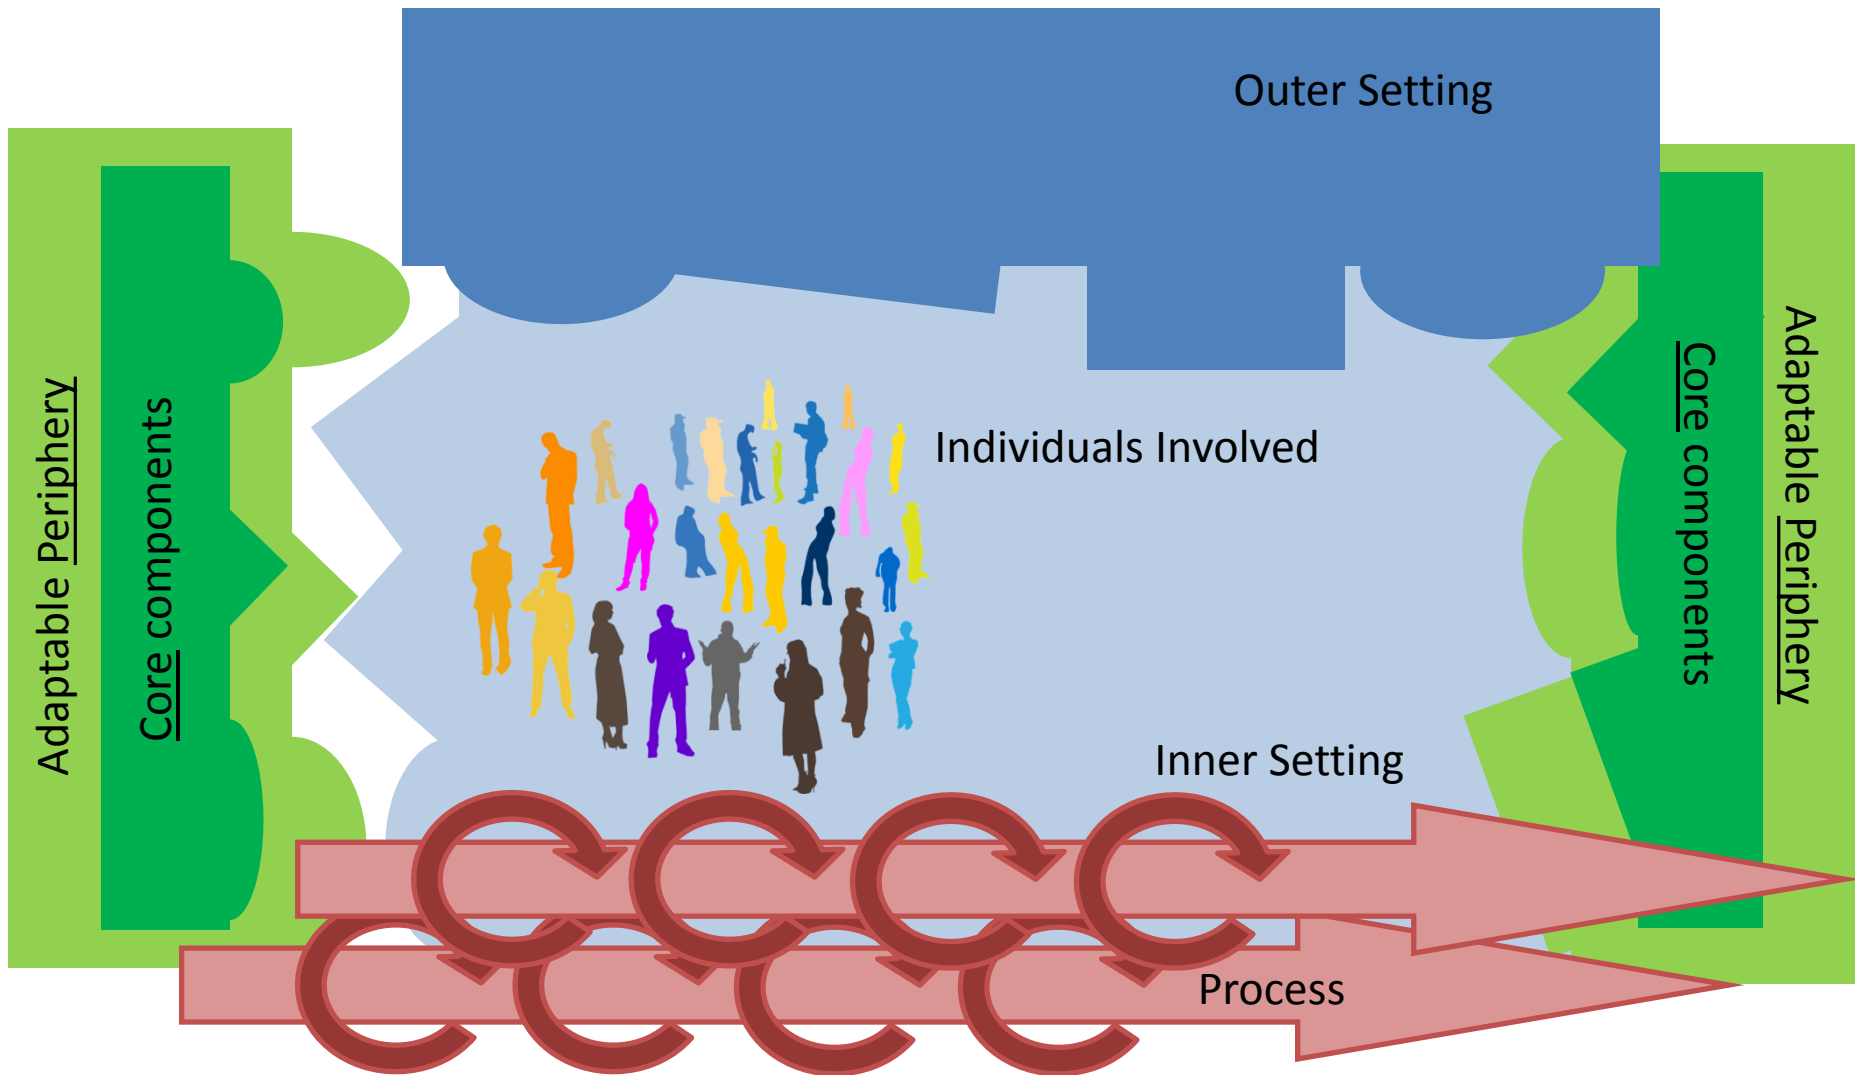 Outer Setting
Adaptable Periphery
Core components
Individuals Involved
Core components
Adaptable Periphery
Inner Setting
Process